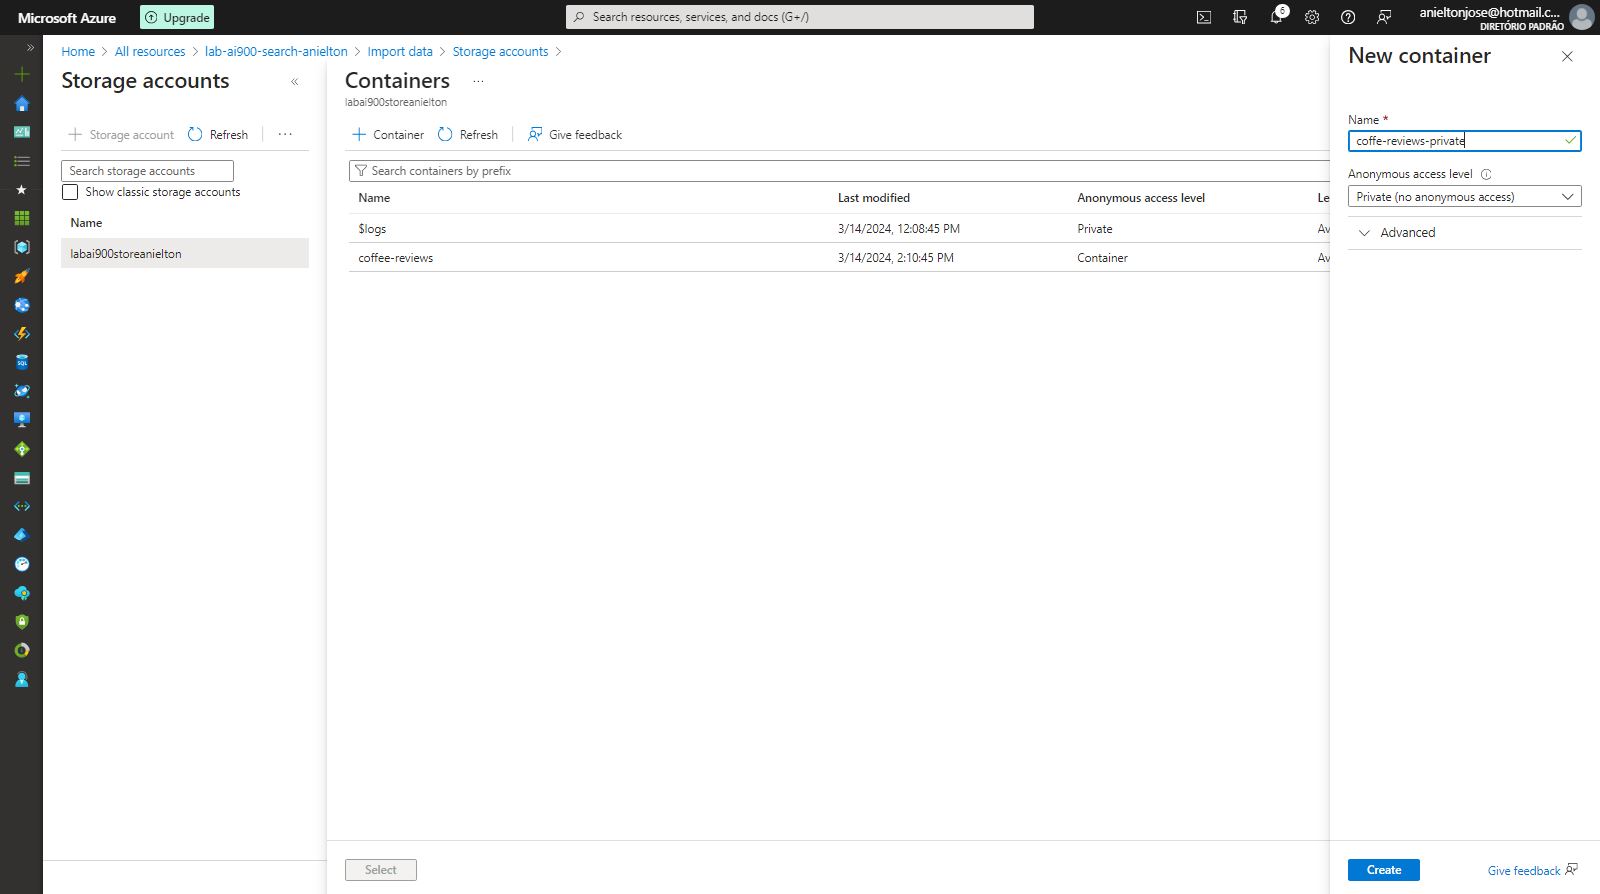 Microsoft Azure
Upgrade
Search resources, services, and docs (G+/)
6
anieltonjose@hotmail.c...
DIRETÓRIO PADRÃO
Home > All resources > lab-ai900-search-anielton > Import data > Storage accounts >
Storage accounts
«
+ Storage account
Refresh
...
Search storage accounts
Show classic storage accounts
Name
labai900storeanielton
Containers ...
labai900storeanielton
+ Container
Refresh
Give feedback
Search containers by prefix
Name Last modified Anonymous access level Le
$logs 3/14/2024, 12:08:45 PM Private Av
coffee-reviews 3/14/2024, 2:10:45 PM Container Av
Select
New container
Name *
coffe-reviews-private
Anonymous access level
Private (no anonymous access)
Advanced
Create
Give feedback
SQL